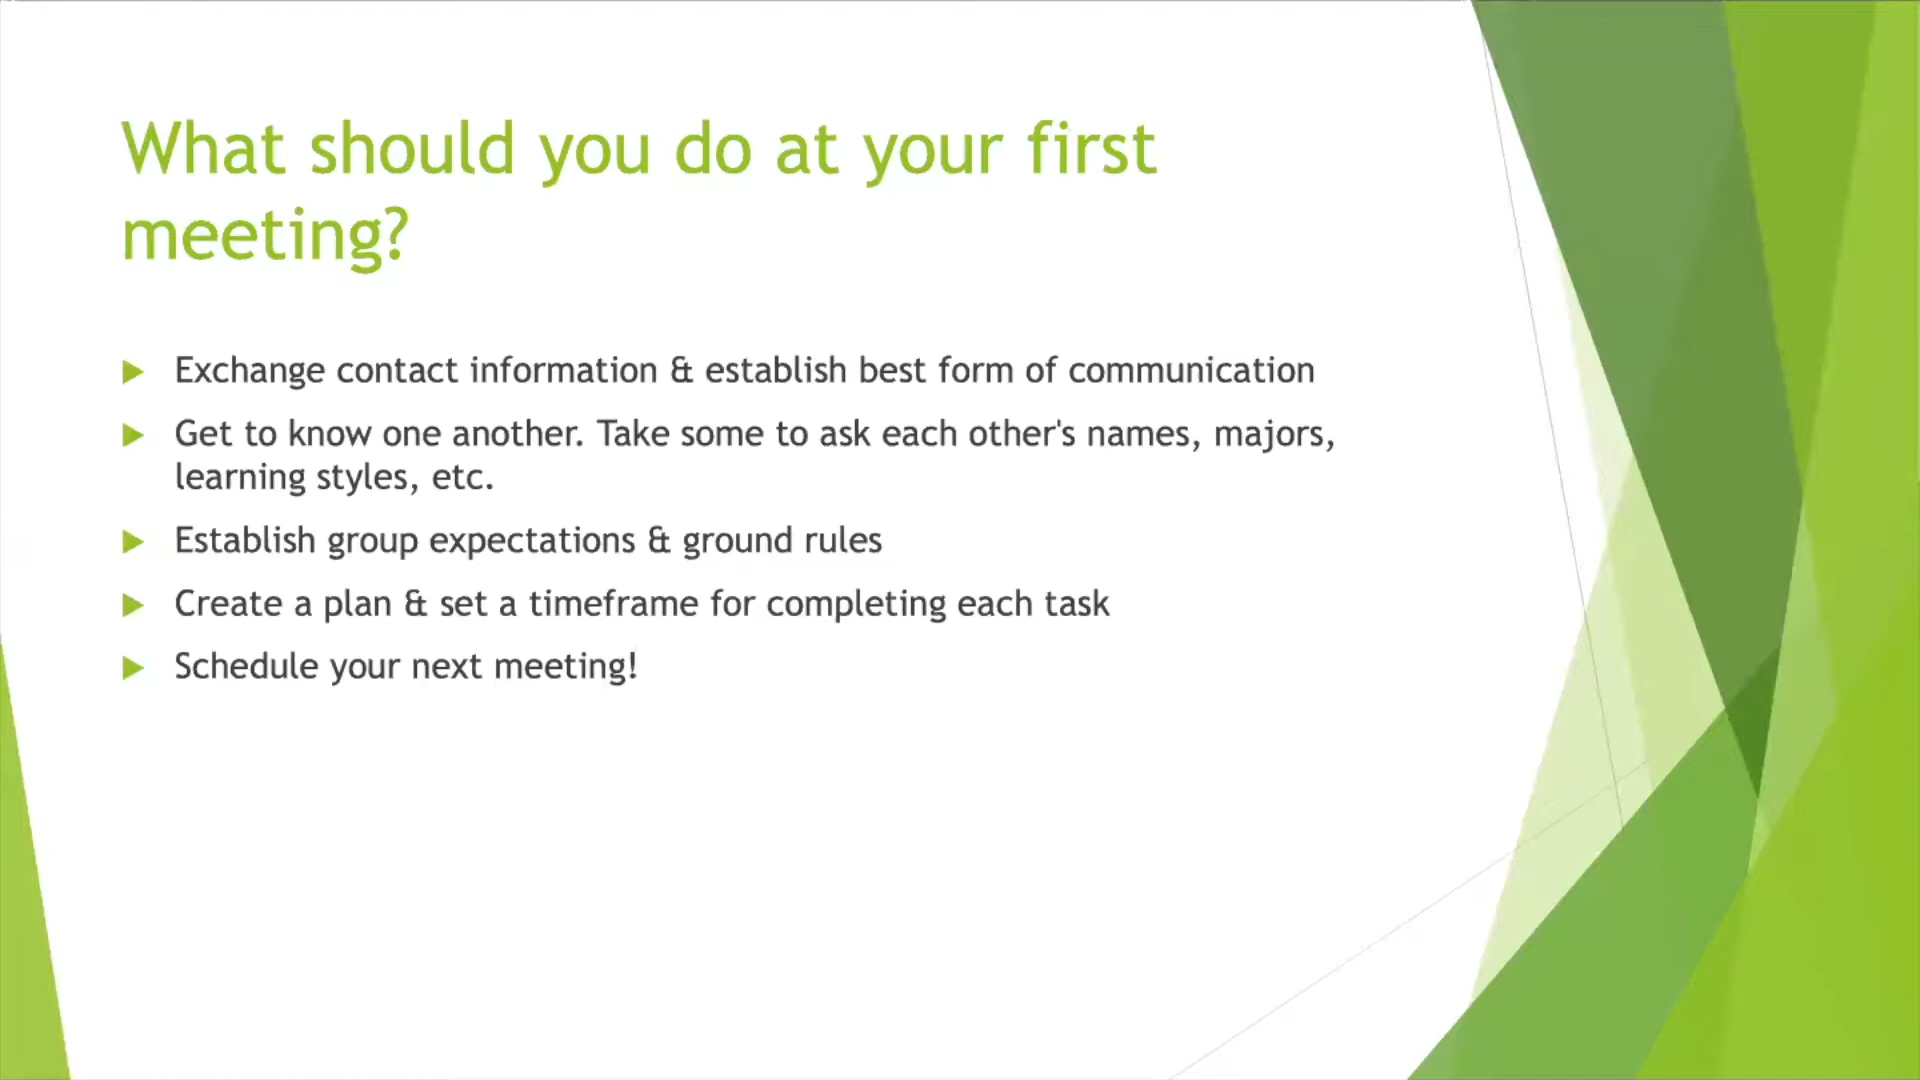 What should you do at your first
meeting?
Exchange contact information & establish best form of communication
Get to know one another. Take some to ask each other's names, majors,
learning styles, etc.
Establish group expectations & ground rules
Create a plan & set a timeframe for completing each task
Schedule your next meeting!